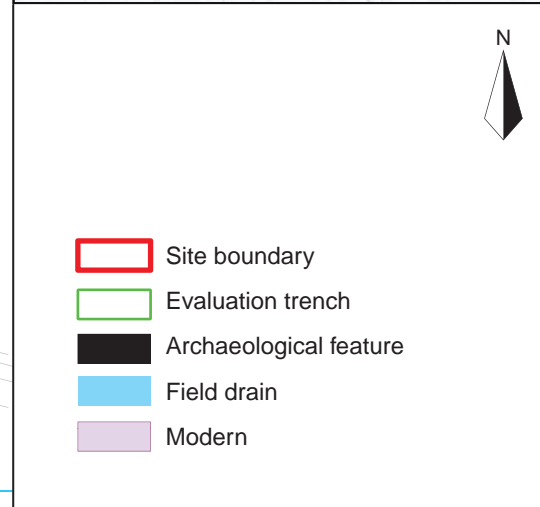 N
Site boundary
Evaluation trench
Archaeological feature
Field drain
Modern